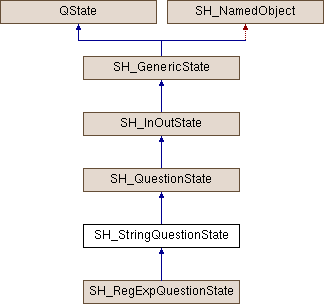 QState SH_NamedObject
SH_GenericState
SH_InOutState
SH_QuestionState
SH_StringQuestionState
SH_RegExpQuestionState